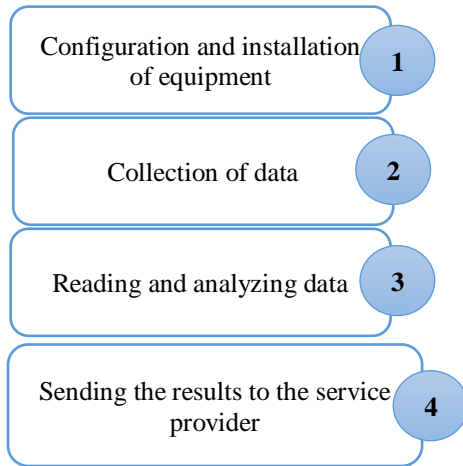 Configuration and installation
of equipment
1
Collection of data
2
Reading and analyzing data
3
Sending the results to the service
provider
4